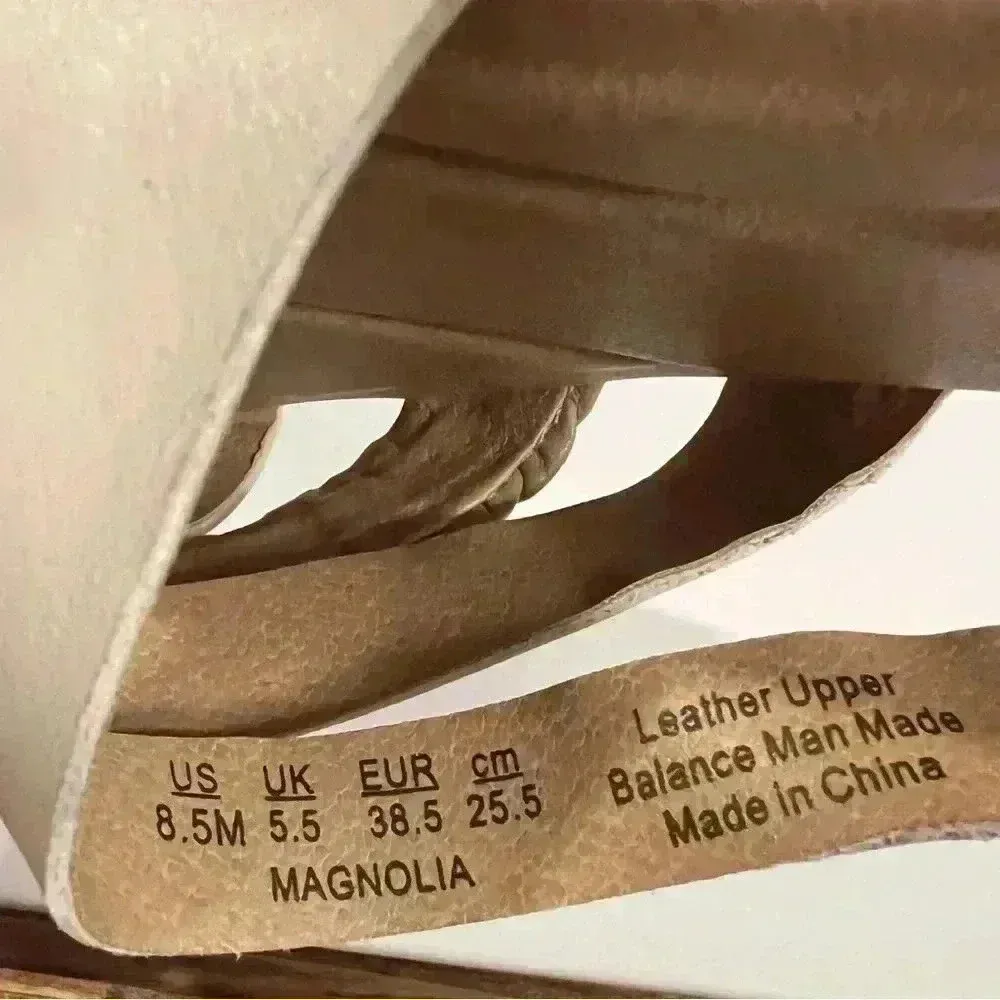 US UK EUR cm
8.5M 5.5 38.5 25.5
MAGNOLIA
Leather Upper
Balance Man Made
Made in China